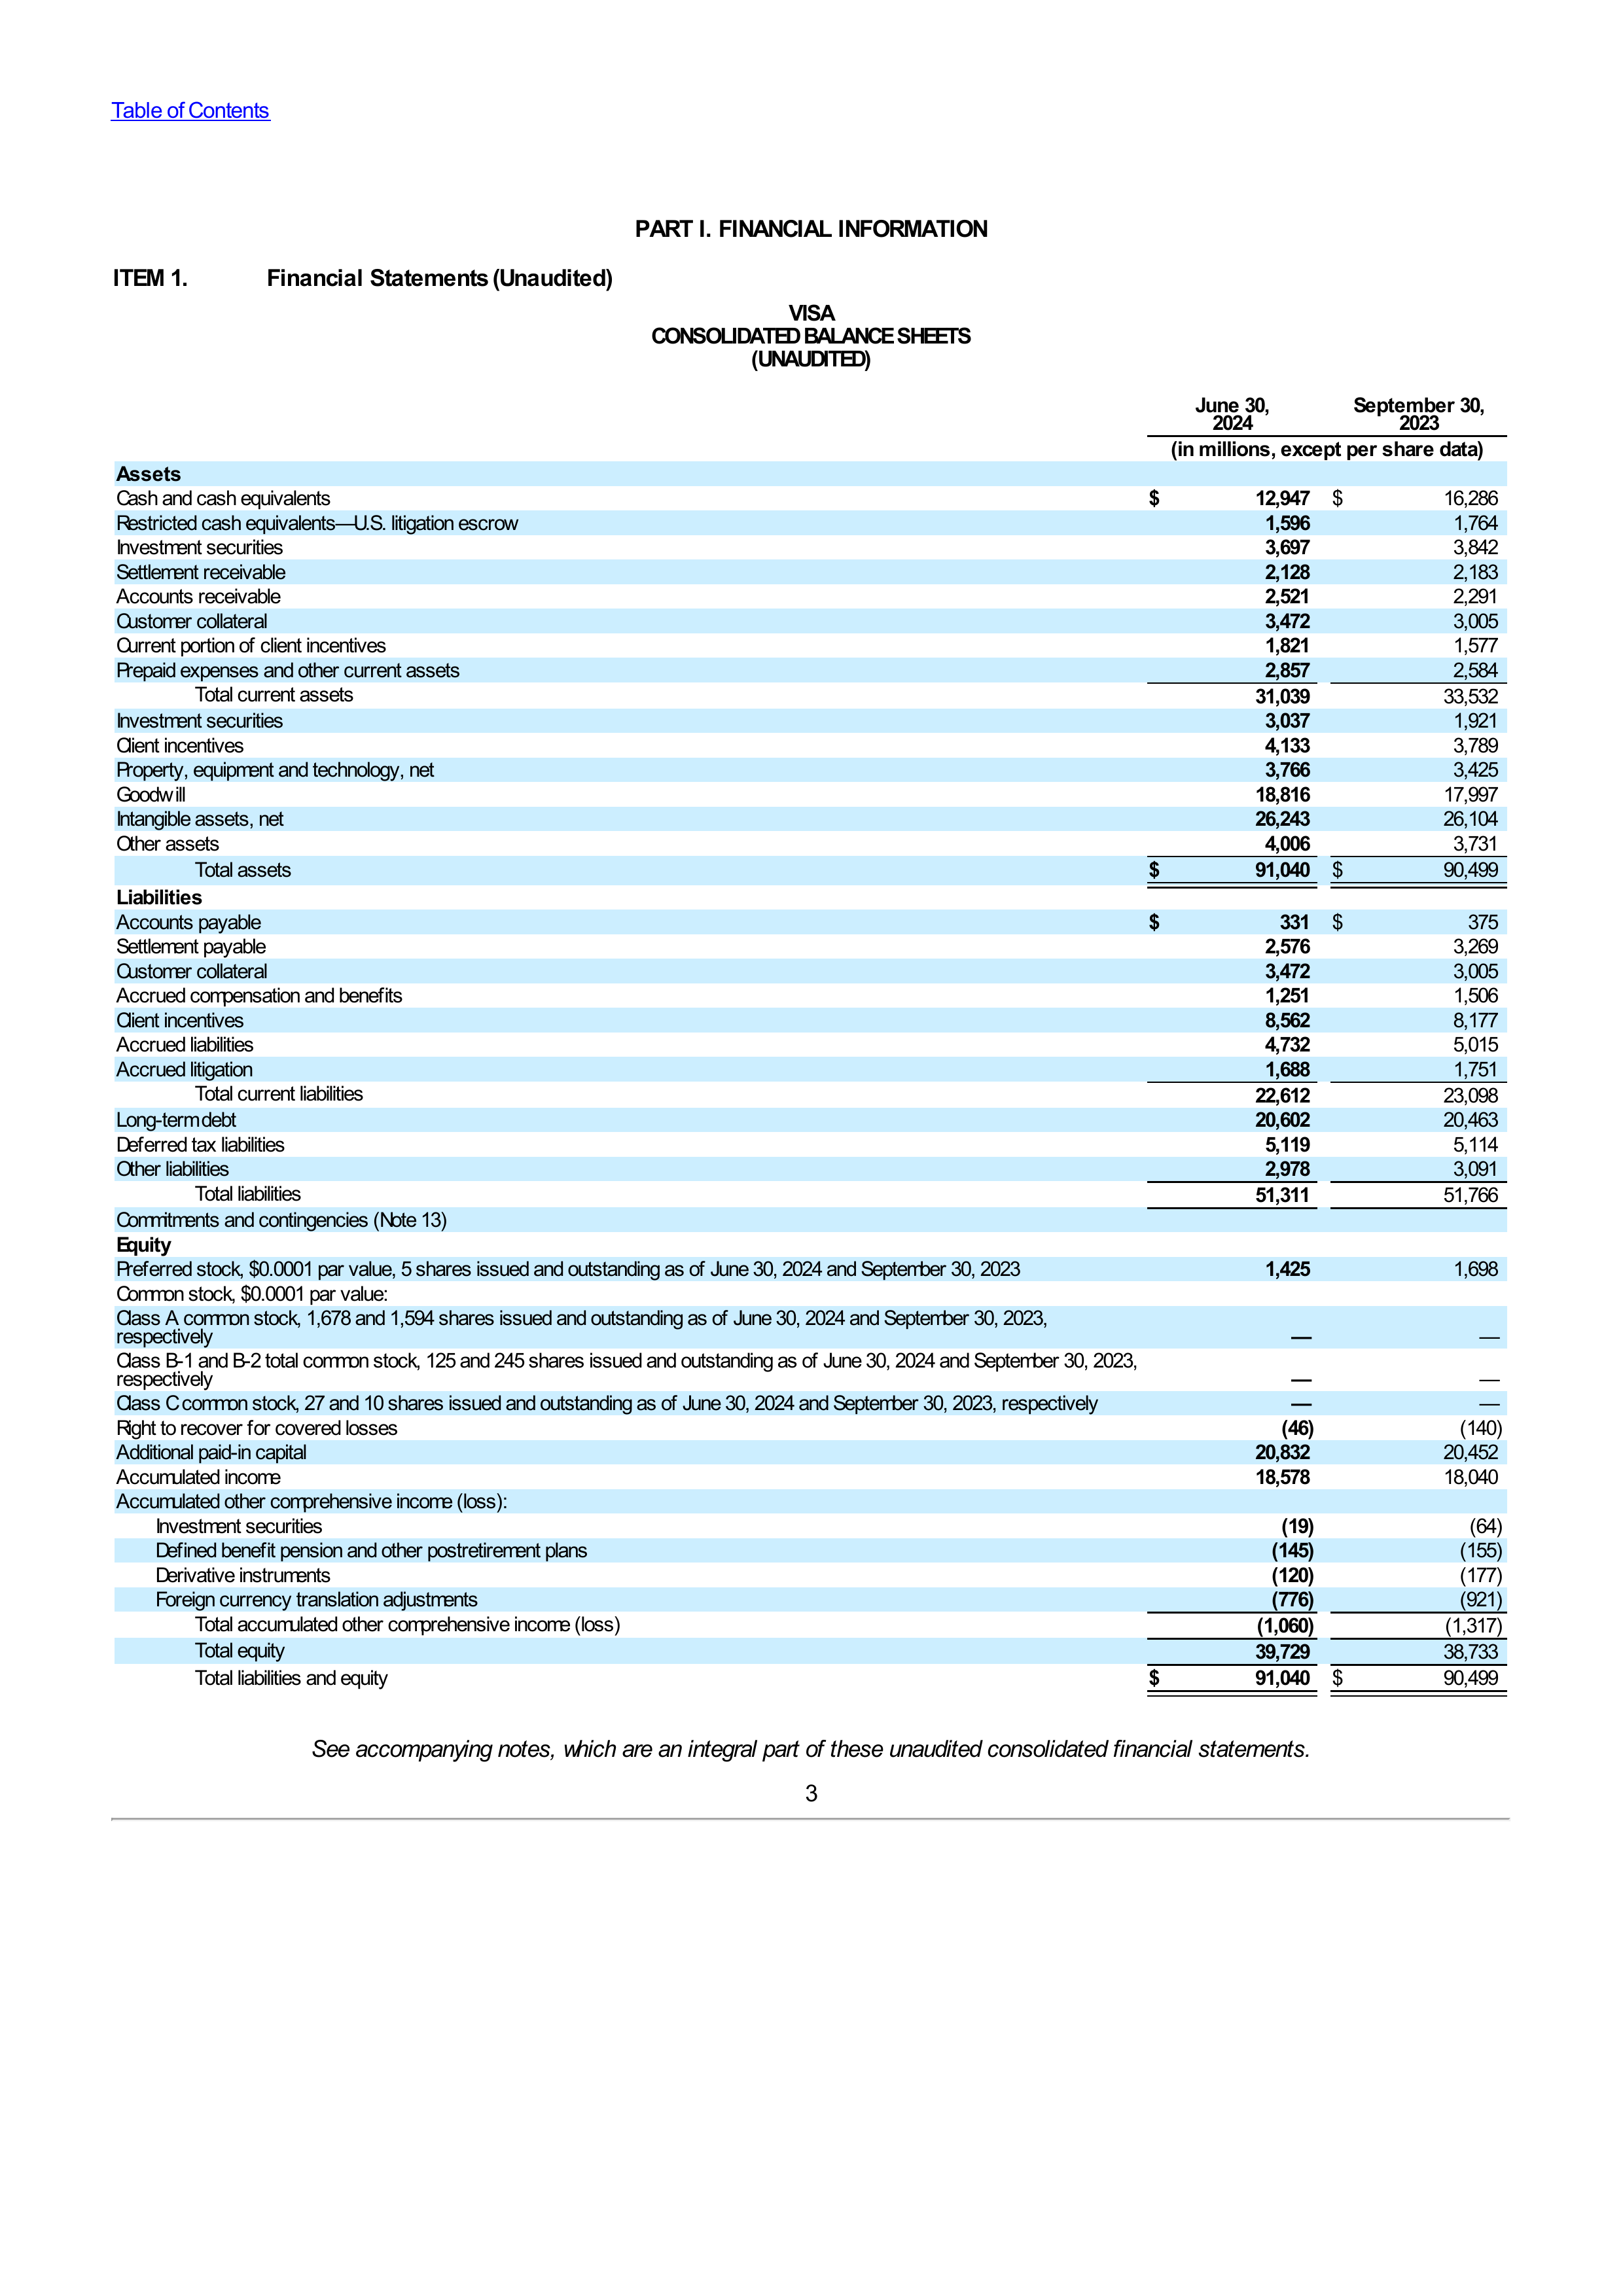 Table of Contents
PART I. FINANCIAL INFORMATION
ITEM 1. Financial Statements (Unaudited)
VISA
CONSOLIDATED BALANCE SHEETS
(UNAUDITED)
June 30, 2024 September 30, 2023
(in millions, except per share data)
Assets
Cash and cash equivalents $ 12,947 $ 16,286
Restricted cash equivalents—U.S. litigation escrow 1,596 1,764
Investment securities 3,697 3,842
Settlement receivable 2,128 2,183
Accounts receivable 2,521 2,291
Customer collateral 3,472 3,005
Current portion of client incentives 1,821 1,577
Prepaid expenses and other current assets 2,857 2,584
Total current assets 31,039 33,532
Investment securities 3,037 1,921
Client incentives 4,133 3,789
Property, equipment and technology, net 3,766 3,425
Goodwill 18,816 17,997
Intangible assets, net 26,243 26,104
Other assets 4,006 3,731
Total assets $ 91,040 $ 90,499
Liabilities
Accounts payable $ 331 $ 375
Settlement payable 2,576 3,269
Customer collateral 3,472 3,005
Accrued compensation and benefits 1,251 1,506
Client incentives 8,562 8,177
Accrued liabilities 4,732 5,015
Accrued litigation 1,688 1,751
Total current liabilities 22,612 23,098
Long-term debt 20,602 20,463
Deferred tax liabilities 5,119 5,114
Other liabilities 2,978 3,091
Total liabilities 51,311 51,766
Commitments and contingencies (Note 13)
Equity
Preferred stock, $0.0001 par value, 5 shares issued and outstanding as of June 30, 2024 and September 30, 2023 1,425 1,698
Common stock, $0.0001 par value:
Class A common stock, 1,678 and 1,594 shares issued and outstanding as of June 30, 2024 and September 30, 2023,
respectively — —
Class B-1 and B-2 total common stock, 125 and 245 shares issued and outstanding as of June 30, 2024 and September 30, 2023,
respectively — —
Class C common stock, 27 and 10 shares issued and outstanding as of June 30, 2024 and September 30, 2023, respectively — —
Right to recover for covered losses (46) (140)
Additional paid-in capital 20,832 20,452
Accumulated income 18,578 18,040
Accumulated other comprehensive income (loss):
Investment securities (19) (64)
Defined benefit pension and other postretirement plans (145) (155)
Derivative instruments (120) (177)
Foreign currency translation adjustments (776) (921)
Total accumulated other comprehensive income (loss) (1,060) (1,317)
Total equity 39,729 38,733
Total liabilities and equity $ 91,040 $ 90,499
See accompanying notes, which are an integral part of these unaudited consolidated financial statements.
3